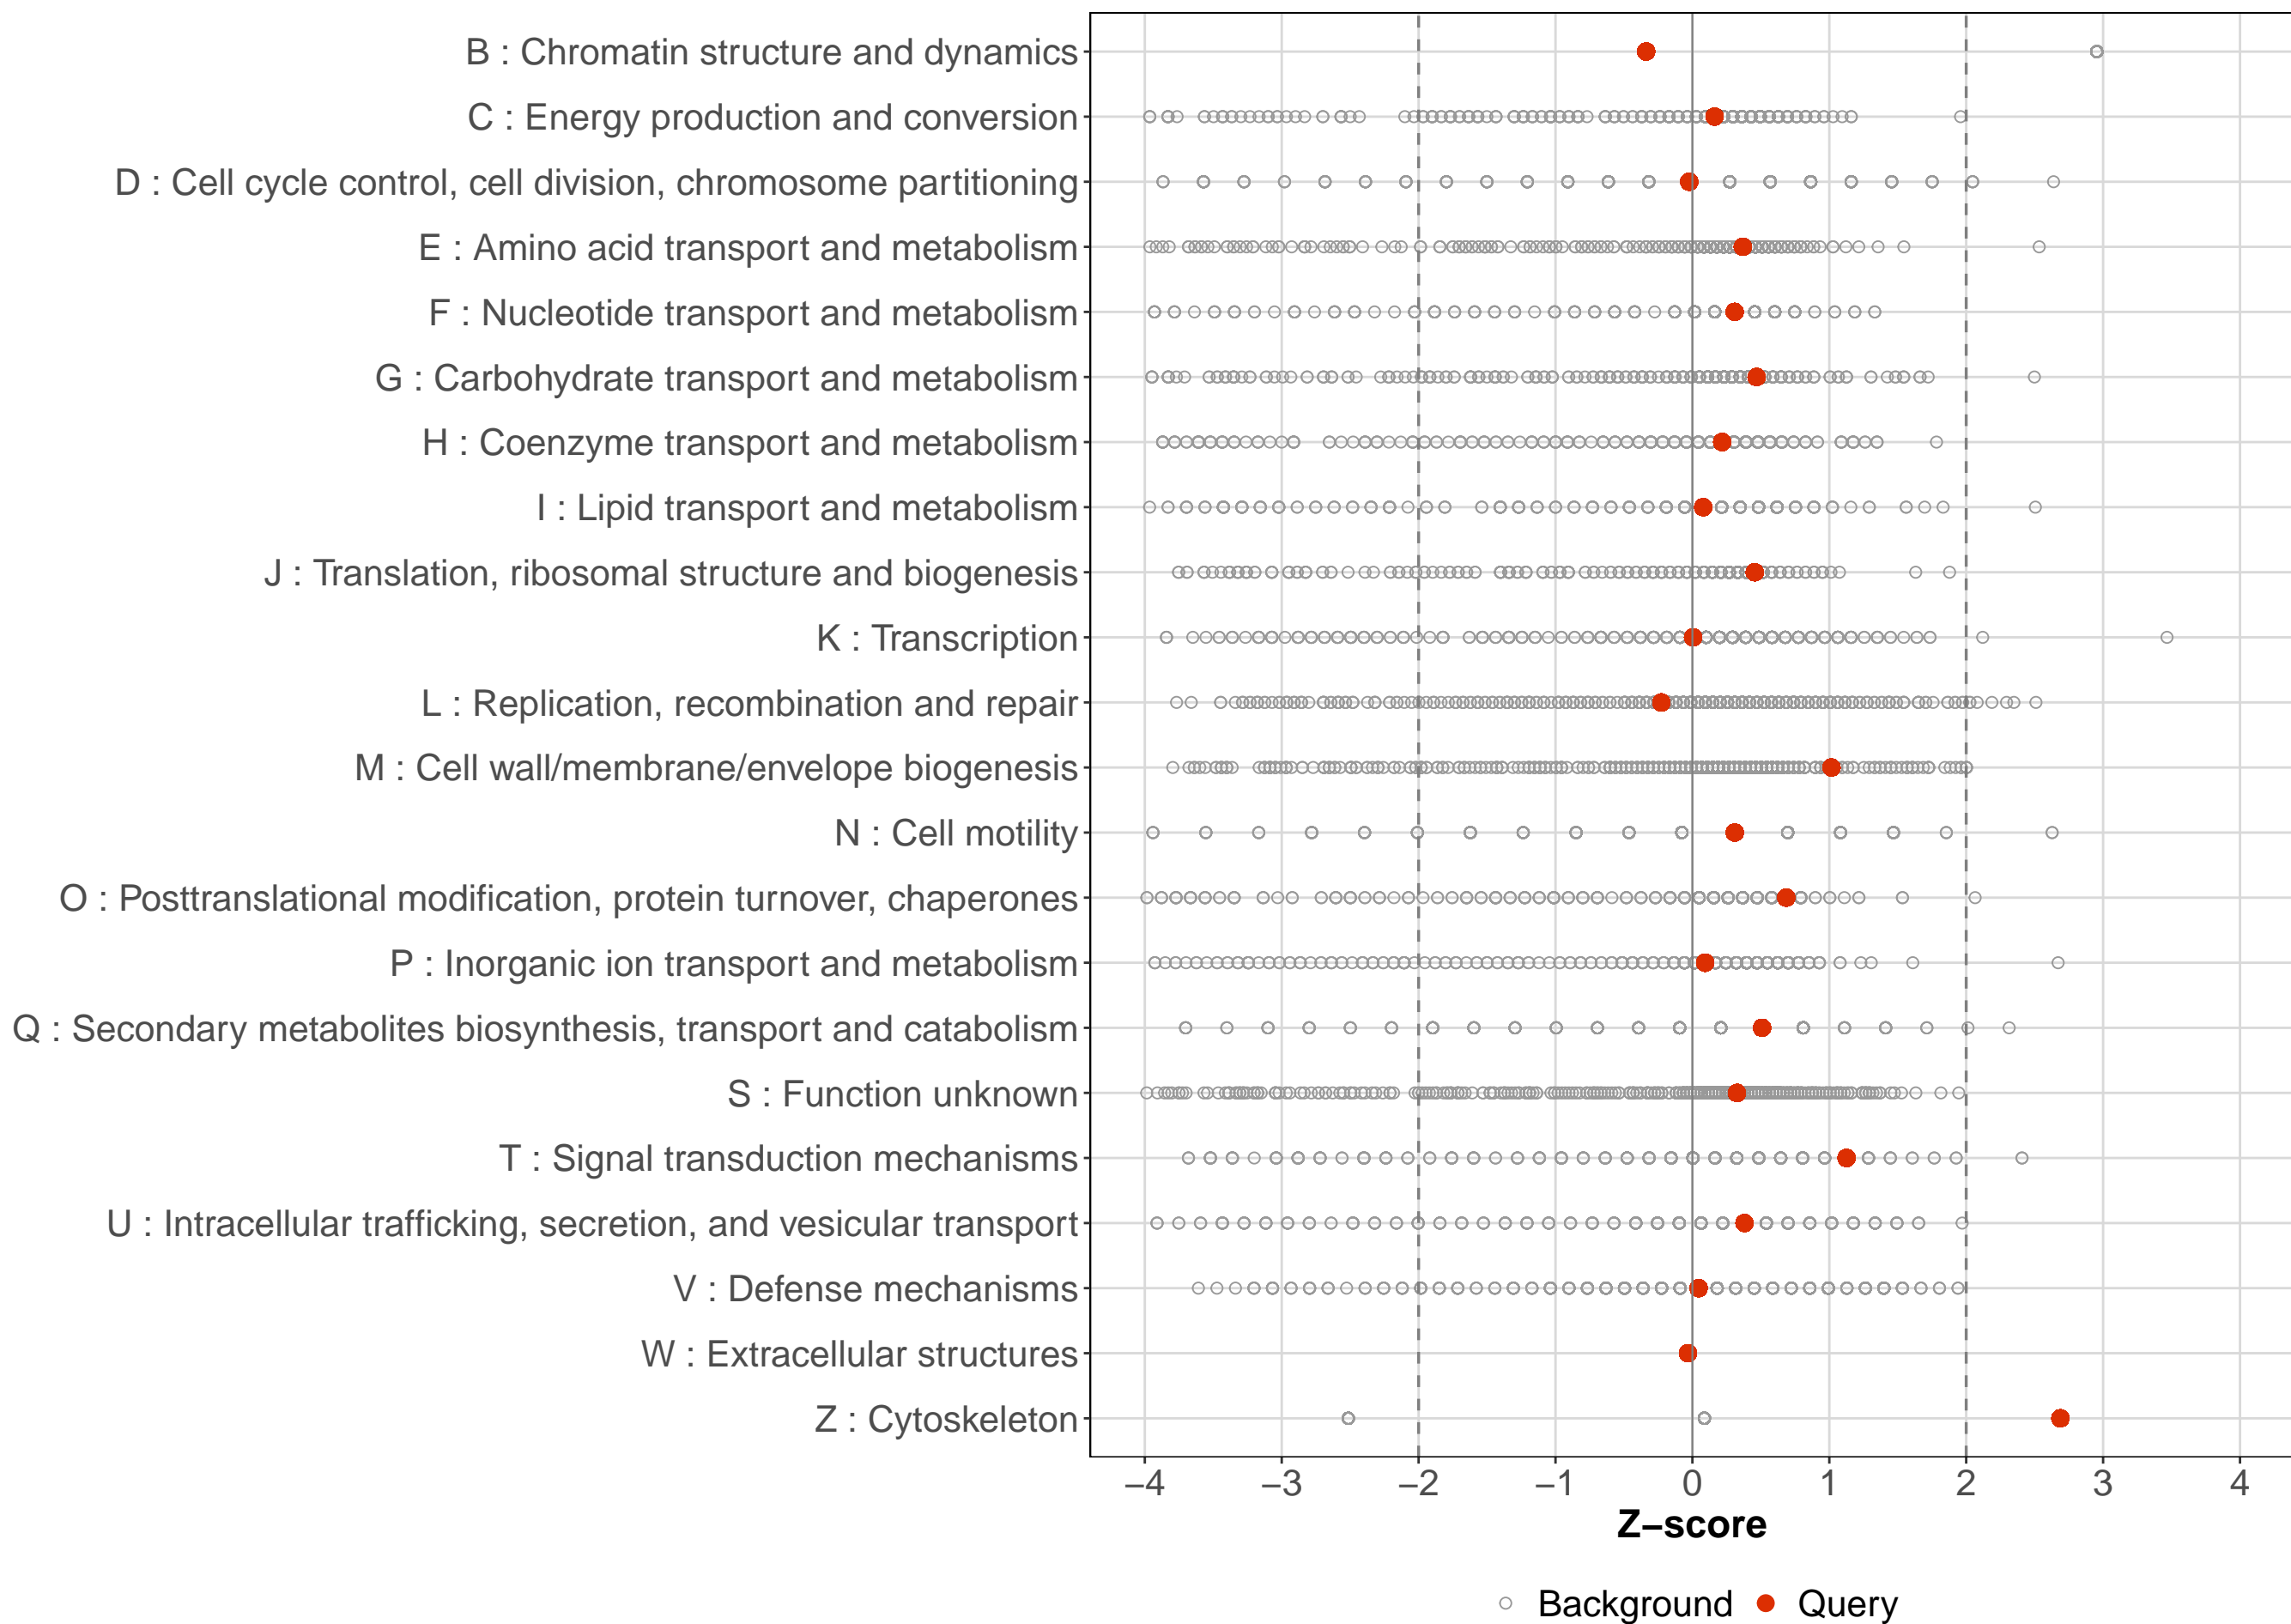 B : Chromatin structure and dynamics
C : Energy production and conversion
D : Cell cycle control, cell division, chromosome partitioning
E : Amino acid transport and metabolism
F : Nucleotide transport and metabolism
G : Carbohydrate transport and metabolism
H : Coenzyme transport and metabolism
I : Lipid transport and metabolism
J : Translation, ribosomal structure and biogenesis
K : Transcription
L : Replication, recombination and repair
M : Cell wall/membrane/envelope biogenesis
N : Cell motility
O : Posttranslational modification, protein turnover, chaperones
P : Inorganic ion transport and metabolism
Q : Secondary metabolites biosynthesis, transport and catabolism
S : Function unknown
T : Signal transduction mechanisms
U : Intracellular trafficking, secretion, and vesicular transport
V : Defense mechanisms
W : Extracellular structures
Z : Cytoskeleton
−4 −3 −2 −1 0 1 2 3 4
Z−score
Background Query